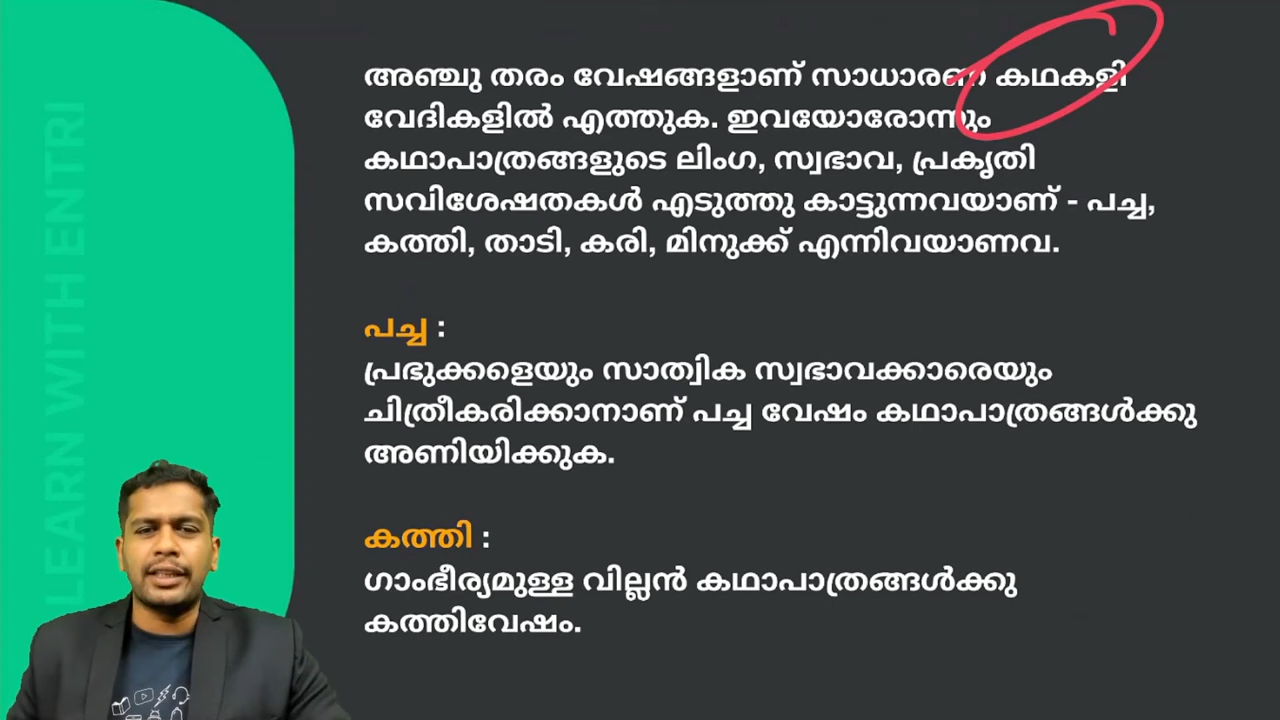 LEARN WITH ENTRI
അഞ്ചു തരം വേഷങ്ങളാണ് സാധാരണ കഥകളി
വേദികളിൽ എത്തുക. ഇവയോരോന്നും
കഥാപാത്രങ്ങളുടെ ലിംഗ, സ്വഭാവ, പ്രകൃതി
സവിശേഷതകൾ എടുത്തു കാട്ടുന്നവയാണ് - പച്ച,
കത്തി, താടി, കരി, മിനുക്ക് എന്നിവയാണവ.
പച്ച :
പ്രഭുക്കളെയും സാത്വിക സ്വഭാവക്കാരെയും
ചിത്രീകരിക്കാനാണ് പച്ച വേഷം കഥാപാത്രങ്ങൾക്കു
അണിയിക്കുക.
കത്തി :
ഗാംഭീര്യമുള്ള വില്ലൻ കഥാപാത്രങ്ങൾക്കു
കത്തിവേഷം.